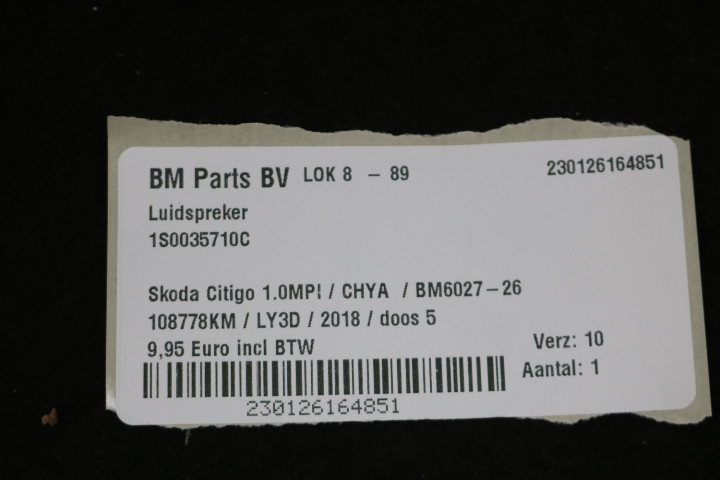 BM Parts BV LOK 8 - 89 230126164851
Luidspreker
1S0035710C
Skoda Citigo 1.0MPI / CHYA / BM6027-26
108778KM / LY3D / 2018 / doos 5
9,95 Euro incl BTW Verz: 10
Aantal: 1
230126164851